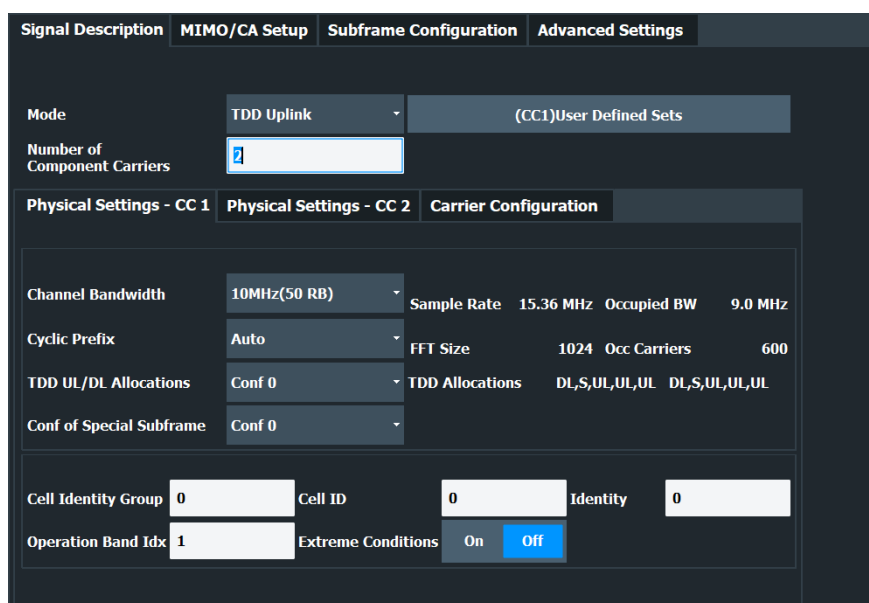 Signal Description MIMO/CA Setup Subframe Configuration Advanced Settings
Mode TDD Uplink (CC1)User Defined Sets
Number of
Component Carriers 2
Physical Settings - CC 1 Physical Settings - CC 2 Carrier Configuration
Channel Bandwidth 10MHz(50 RB) Sample Rate 15.36 MHz Occupied BW 9.0 MHz
Cyclic Prefix Auto FFT Size 1024 Occ Carriers 600
TDD UL/DL Allocations Conf 0 TDD Allocations DL,S,UL,UL,UL DL,S,UL,UL,UL
Conf of Special Subframe Conf 0
Cell Identity Group 0 Cell ID 0 Identity 0
Operation Band Idx 1 Extreme Conditions On Off